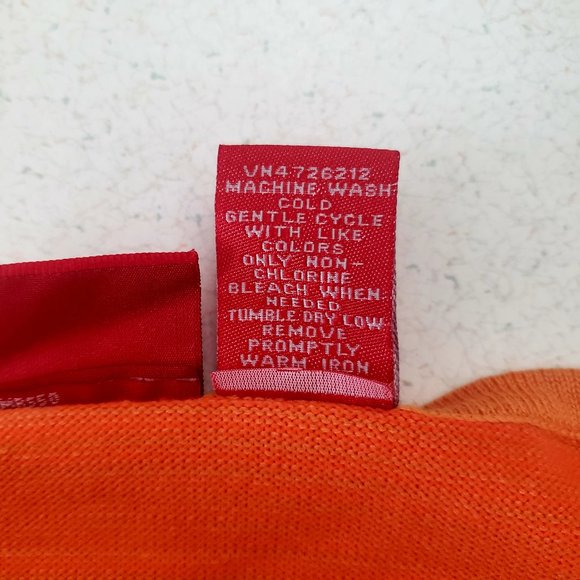 VN4726212
MACHINE WASH
COLD
GENTLE CYCLE
WITH LIKE
COLORS
ONLY NON-
CHLORINE
BLEACH WHEN
NEEDED
TUMBLE DRY LOW
REMOVE
PROMPTLY
WARM IRON